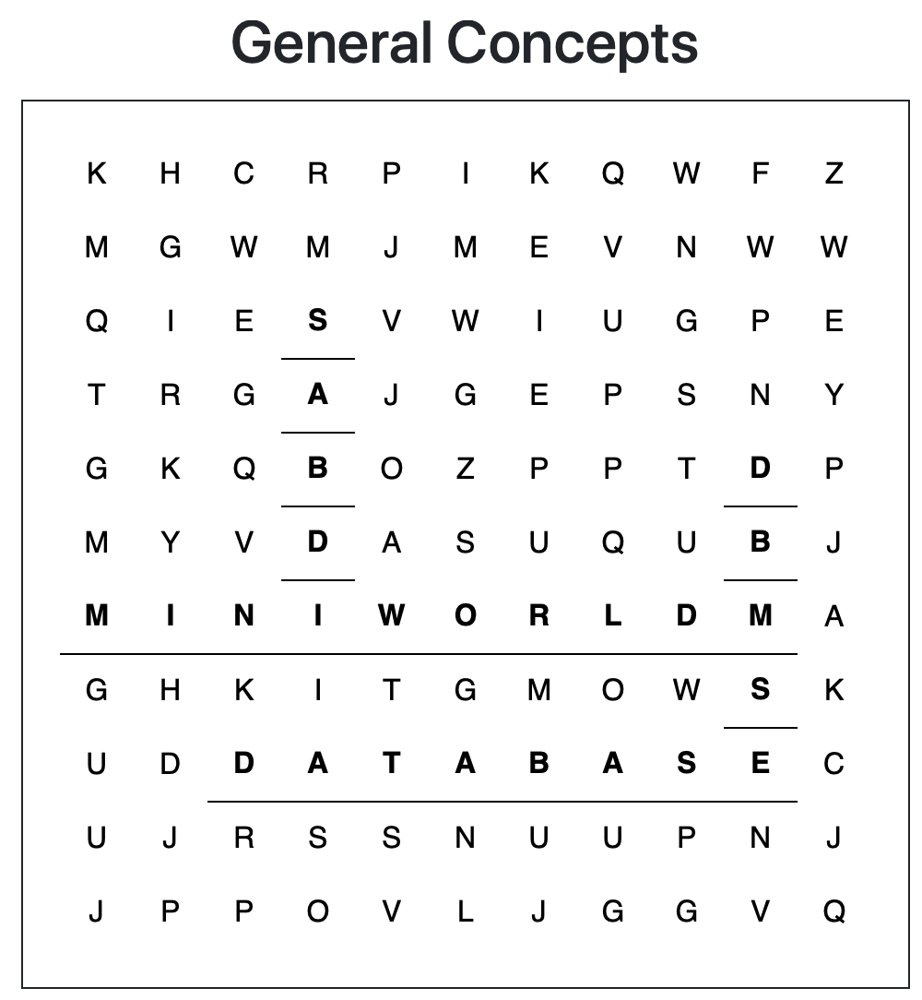 General Concepts
K H C R P I K Q W F Z
M G W M J M E V N W W
Q I E S V W I U G P E
T R G A J G E P S N Y
G K Q B O Z P P T D P
M Y V D A S U Q U B J
M I N I W O R L D M A
G H K I T G M O W S K
U D D A T A B A S E C
U J R S S N U U P N J
J P P O V L J G G V Q